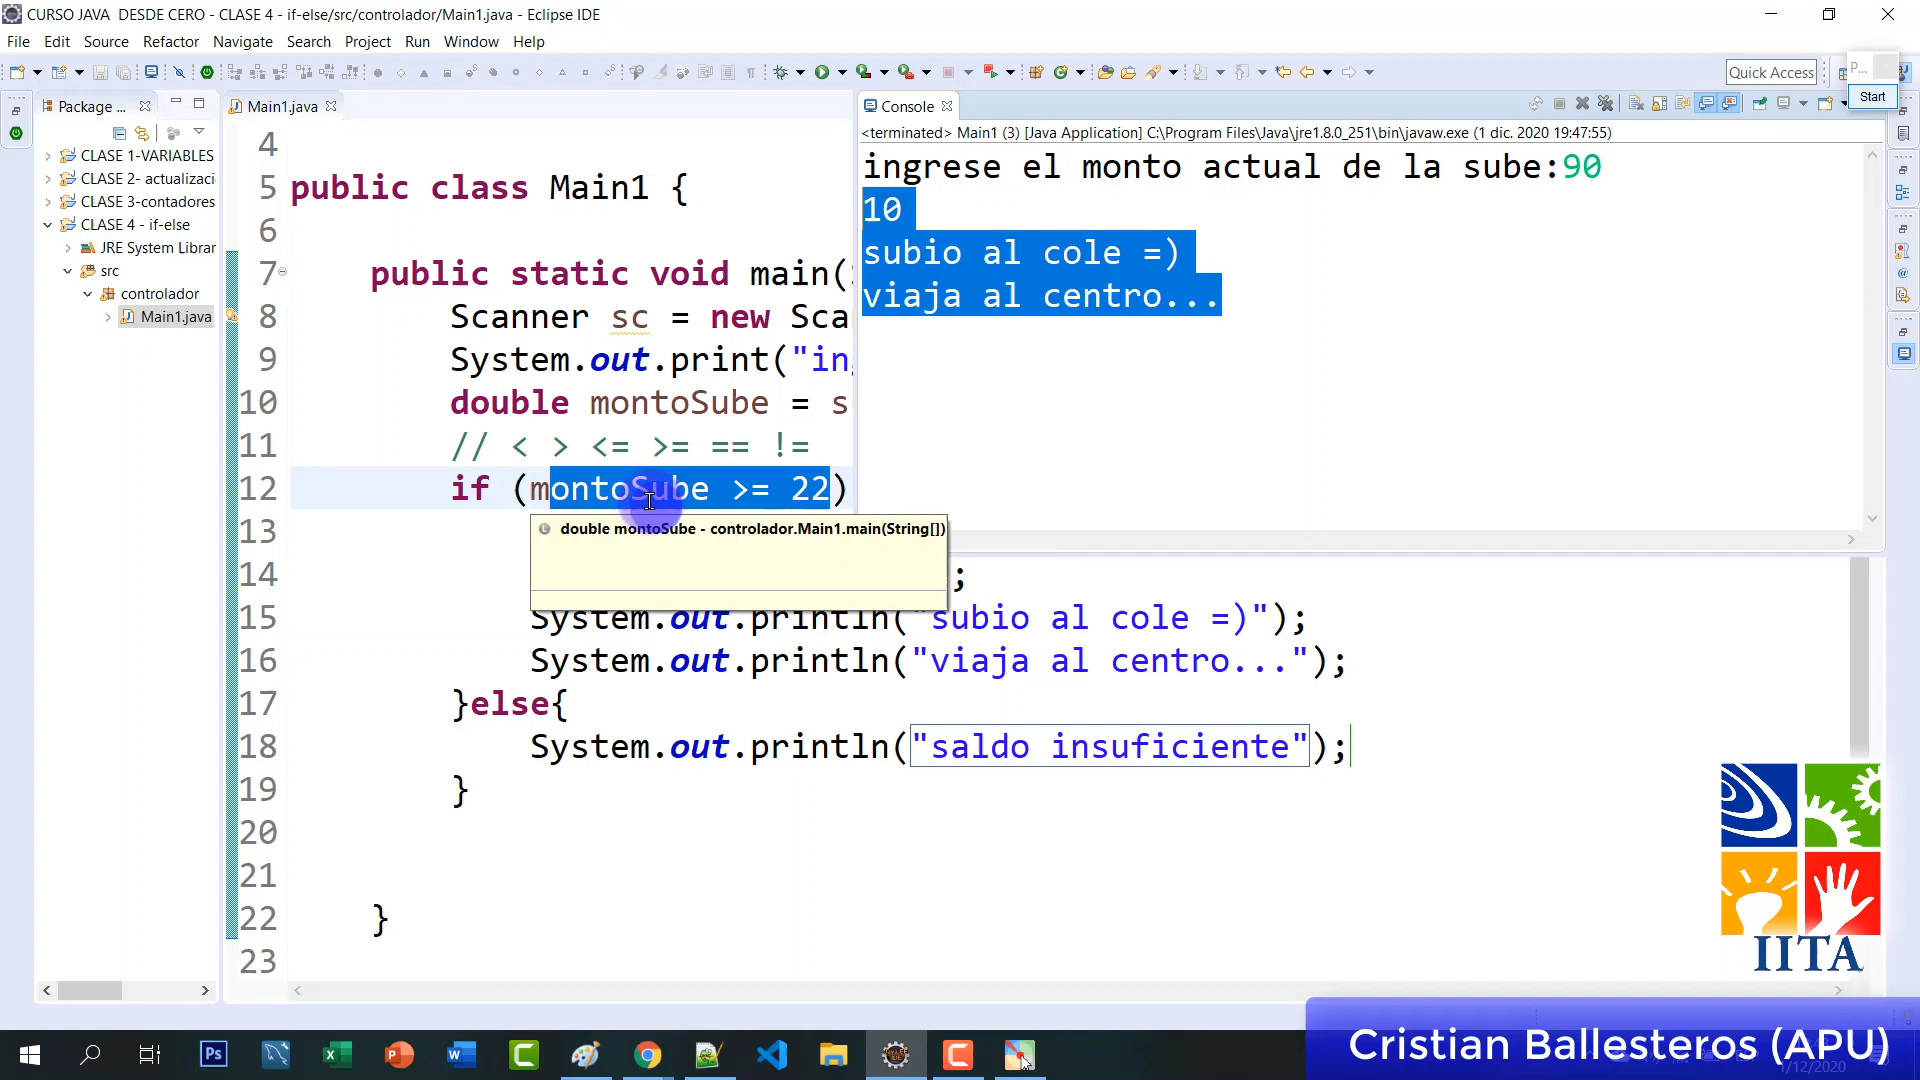 CURSO JAVA  DESDE CERO - CLASE 4 - if-else/src/controlador/Main1.java - Eclipse IDE
File Edit Source Refactor Navigate Search Project Run Window Help
Quick Access
P...
Start
Package ...
CLASE 1-VARIABLES
CLASE 2- actualizaci
CLASE 3-contadores
CLASE 4 - if-else
JRE System Librar
src
controlador
Main1.java
Main1.java
4
5 public class Main1 {
6
7 public static void main(
8 Scanner sc = new Sca
9 System.out.print("in
10 double montoSube = s
11 // < > <= >= == !=
12 if (montoSube >= 22)
13
double montoSube - controlador.Main1.main(String[])
14 ;
15 System.out.println("subio al cole =)");
16 System.out.println("viaja al centro...");
17 }else{
18 System.out.println("saldo insuficiente");
19 }
20
21
22 }
23
Console
<terminated> Main1 (3) [Java Application] C:\Program Files\Java\jre1.8.0_251\bin\javaw.exe (1 dic. 2020 19:47:55)
ingrese el monto actual de la sube:90
10
subio al cole =)
viaja al centro...
IITA
Cristian Ballesteros (APU)
1/12/2020